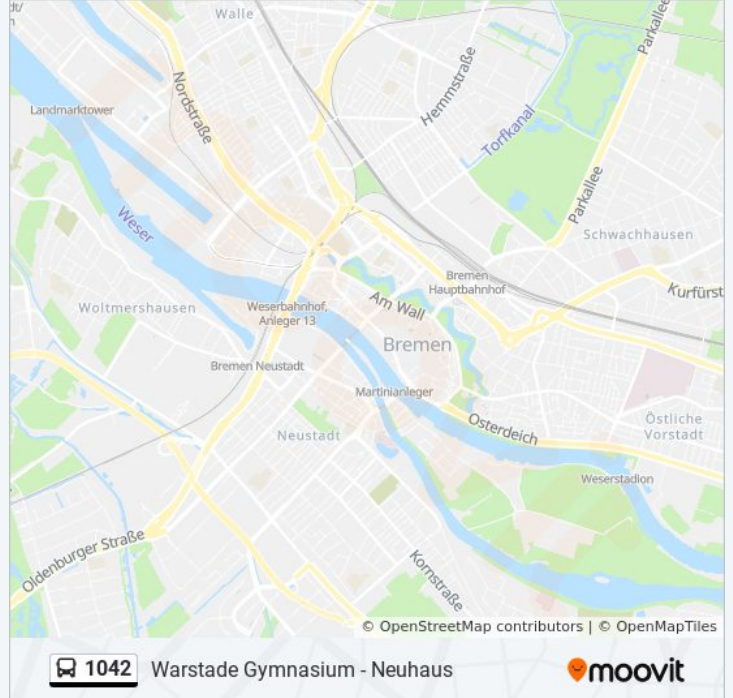 dt/
Walle
Parkallee
Hemmstraße
Nordstraße
Landmarktower
Torfkanal
Parkallee
Weser
Schwachhausen
Bremen
Hauptbahnhof
Kurfürst
Am Wall
Woltmershausen
Weserbahnhof,
Anleger 13
Bremen
Bremen Neustadt
Martinianleger
Osterdeich
Östliche
Vorstadt
Neustadt
Weserstadion
Oldenburger Straße
Kornstraße
© OpenStreetMap contributors | © OpenMapTiles
1042 Warstade Gymnasium - Neuhaus
moovit